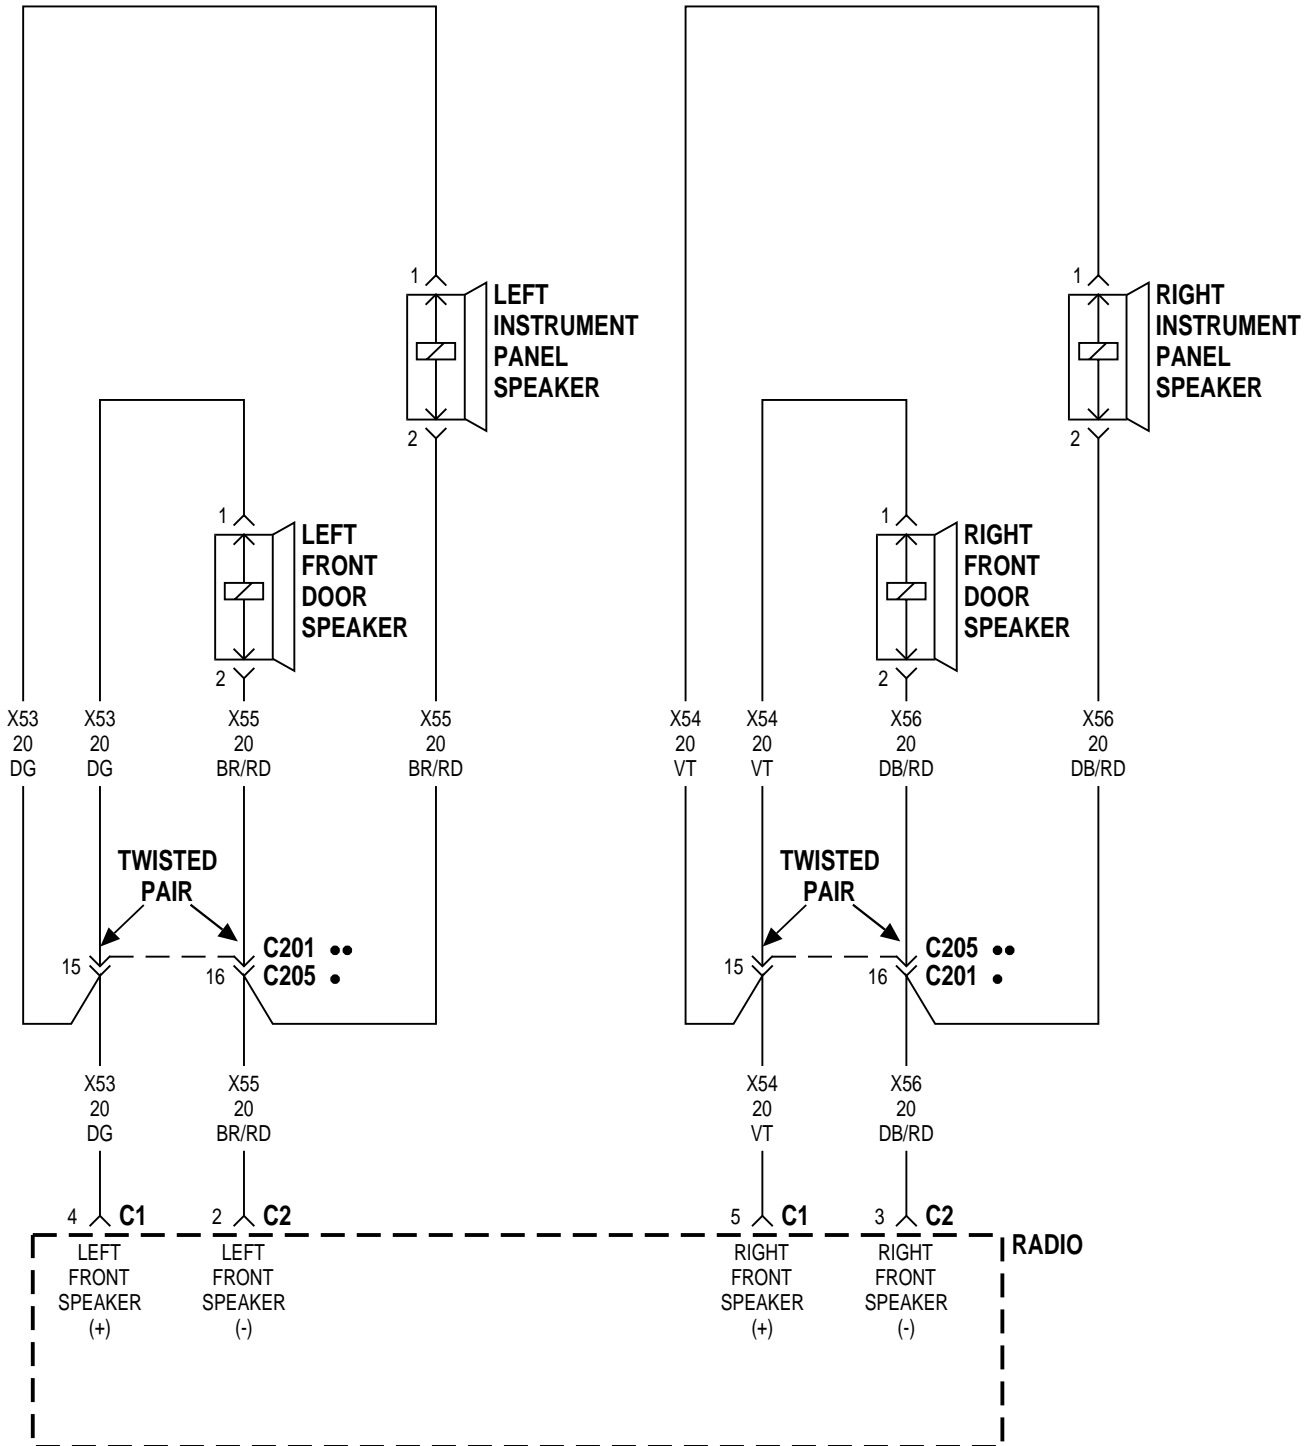 1
LEFT
INSTRUMENT
PANEL
SPEAKER
2
1
RIGHT
INSTRUMENT
PANEL
SPEAKER
2
1
LEFT
FRONT
DOOR
SPEAKER
2
1
RIGHT
FRONT
DOOR
SPEAKER
2
X53
20
DG
X53
20
DG
X55
20
BR/RD
X55
20
BR/RD
X54
20
VT
X54
20
VT
X56
20
DB/RD
X56
20
DB/RD
TWISTED
PAIR
15
16
C201 ••
C205 •
TWISTED
PAIR
15
16
C205 ••
C201 •
X53
20
DG
X55
20
BR/RD
X54
20
VT
X56
20
DB/RD
4 C1
2 C2
5 C1
3 C2
RADIO
LEFT
FRONT
SPEAKER
(+)
LEFT
FRONT
SPEAKER
(-)
RIGHT
FRONT
SPEAKER
(+)
RIGHT
FRONT
SPEAKER
(-)